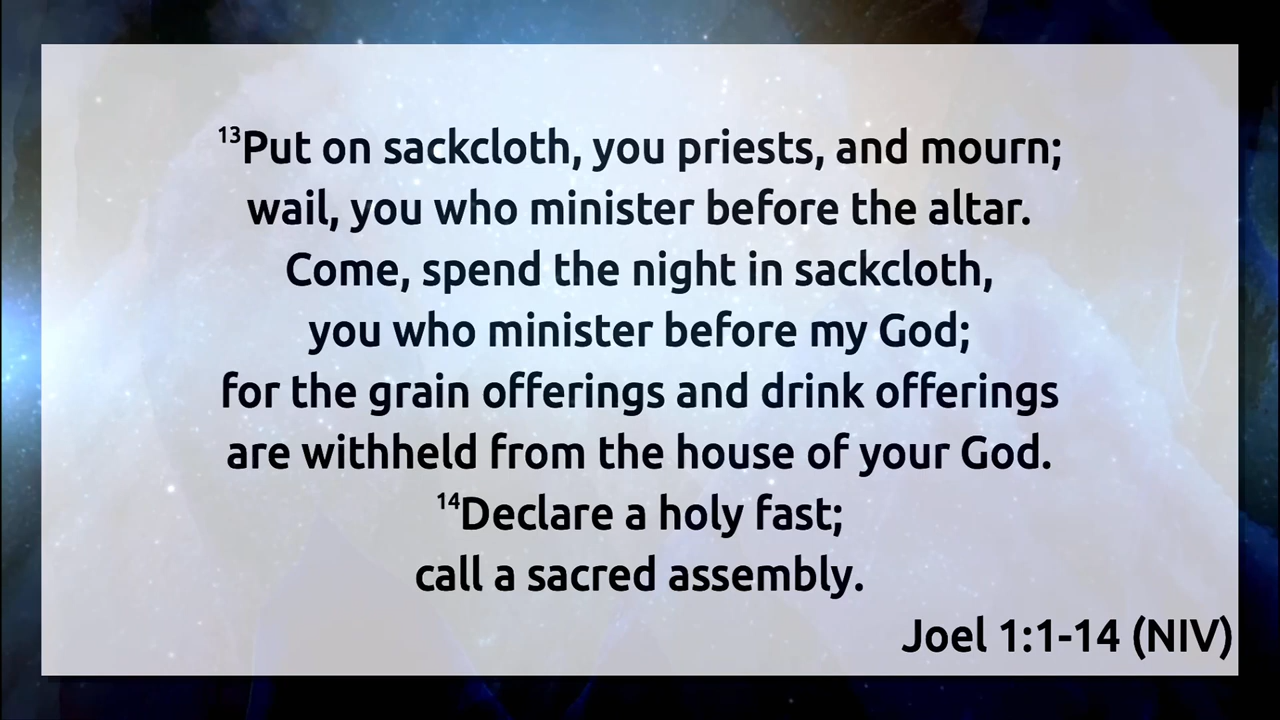 ¹³Put on sackcloth, you priests, and mourn;
wail, you who minister before the altar.
Come, spend the night in sackcloth,
you who minister before my God;
for the grain offerings and drink offerings
are withheld from the house of your God.
¹⁴Declare a holy fast;
call a sacred assembly.
Joel 1:1-14 (NIV)